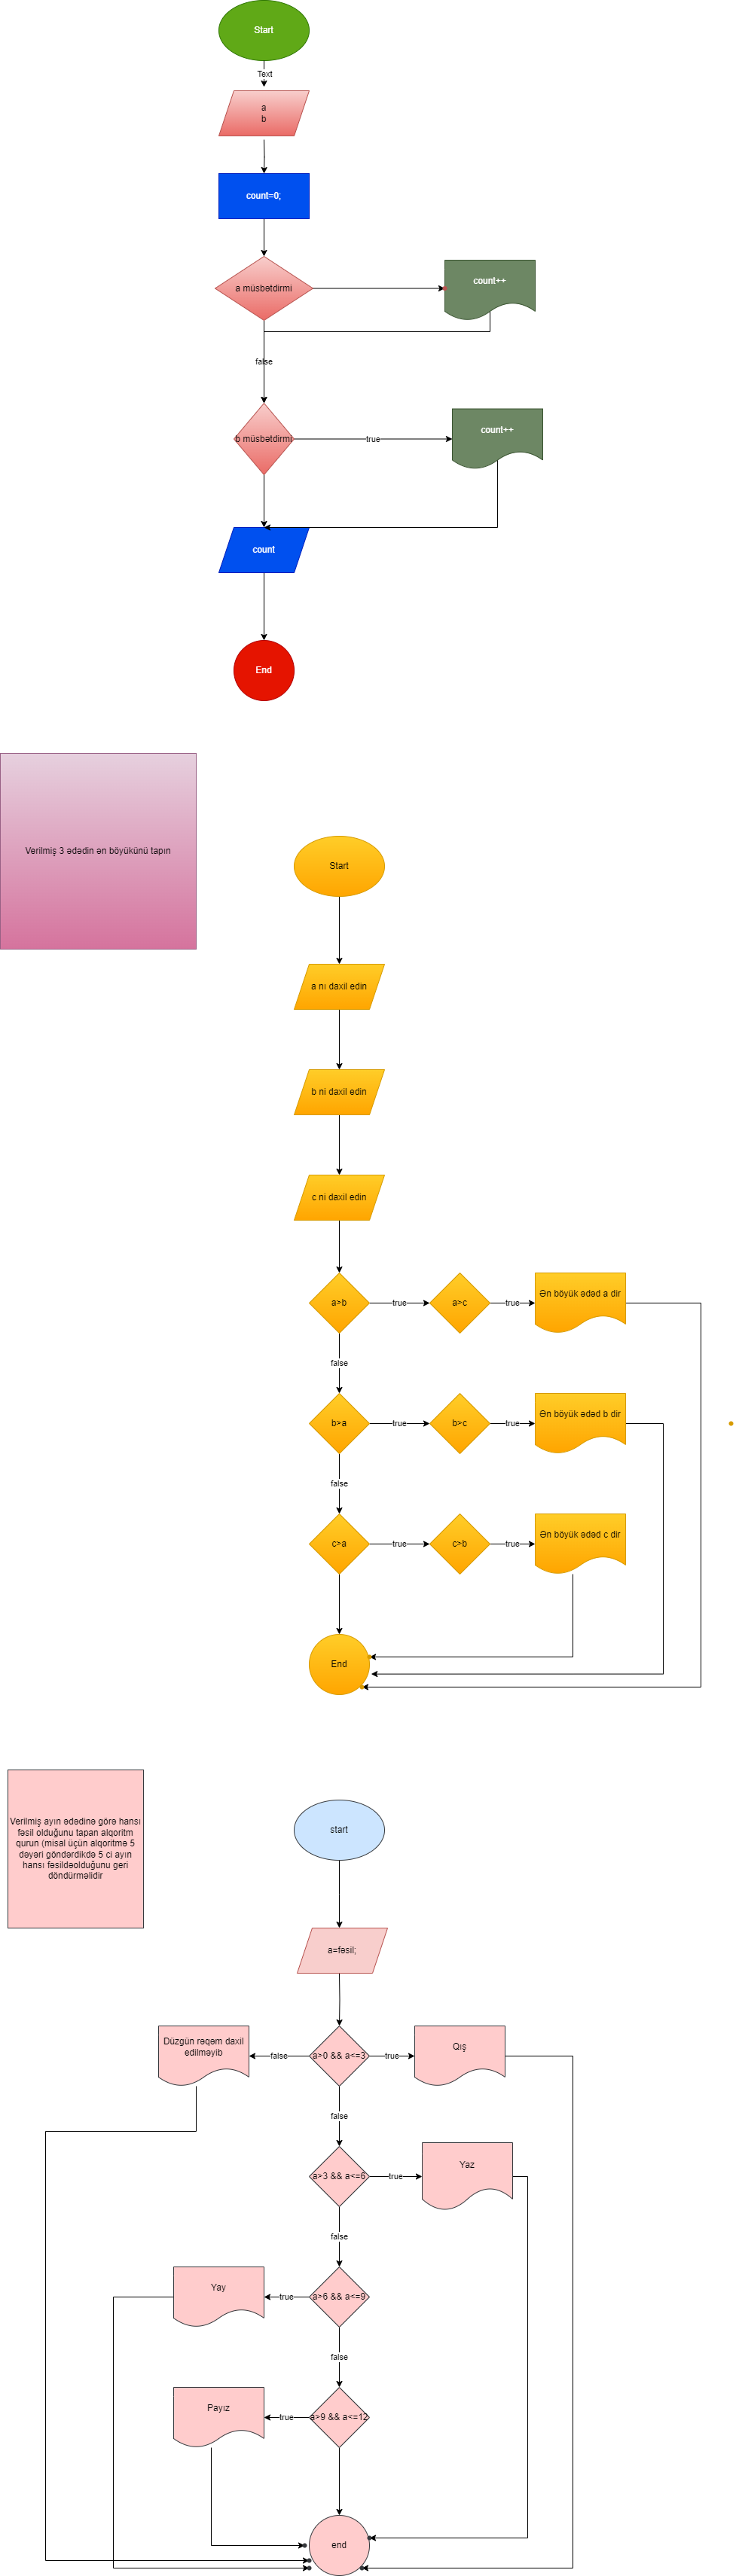 Start
Text
a
b
count=0;
a müsbətdirmi
count++
false
b müsbətdirmi
true
count++
count
End
Verilmiş 3 ədədin ən böyükünü tapın
Start
a nı daxil edin
b ni daxil edin
c ni daxil edin
a>b
true
a>c
true
Ən böyük ədəd a dir
false
b>a
true
b>c
true
Ən böyük ədəd b dir
false
c>a
true
c>b
true
Ən böyük ədəd c dir
End
Verilmiş ayın ədədinə görə hansı
fəsil olduğunu tapan alqoritm
qurun (misal üçün alqoritmə 5
dəyəri göndərdikdə 5 ci ayın
hansı fəsildəolduğunu geri
döndürməlidir
start
a=fəsil;
Düzgün rəqəm daxil
edilməyib
false
a>0 && a<=3
true
Qış
false
a>3 && a<=6
true
Yaz
false
Yay
true
a>6 && a<=9
false
Payız
true
a>9 && a<=12
end